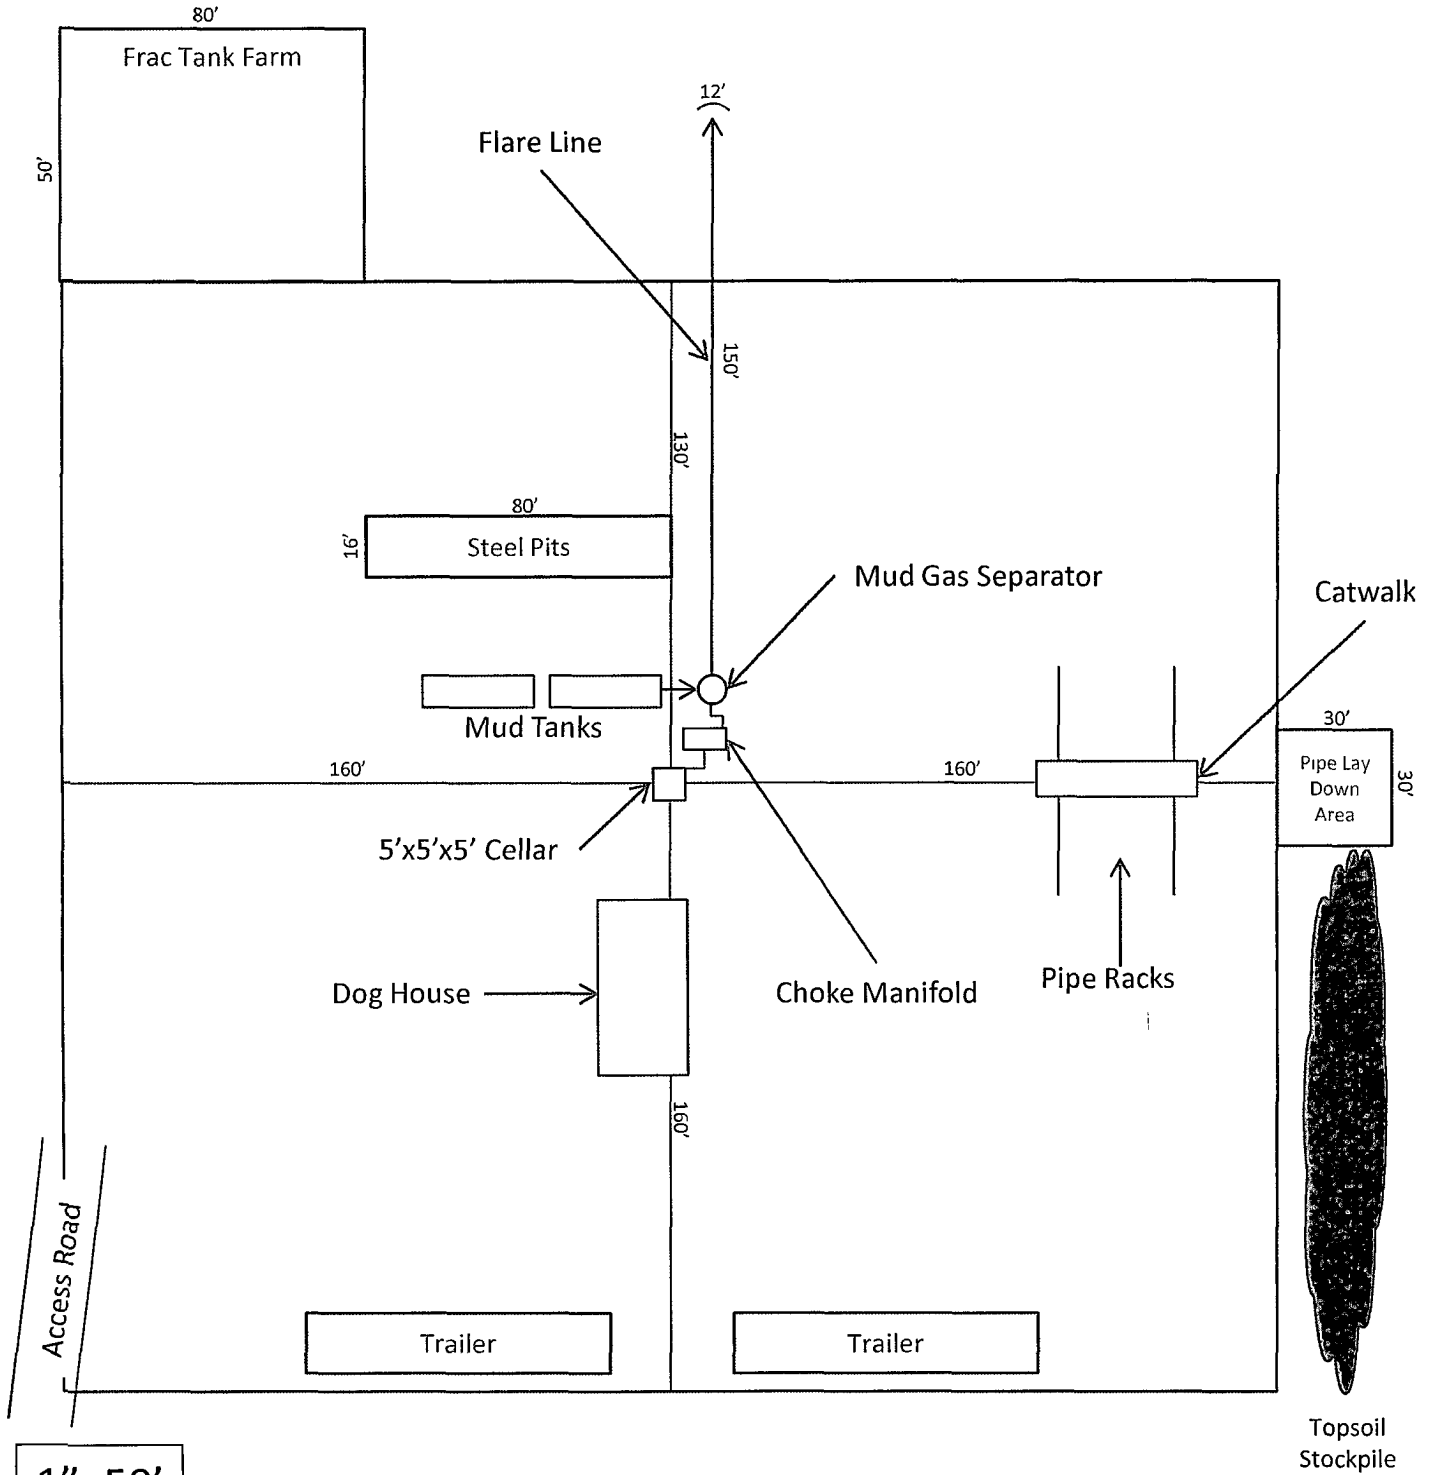 80’
Frac Tank Farm
50’
12’
Flare Line
150’
130’
80’
16’
Steel Pits
Mud Gas Separator
Catwalk
Mud Tanks
160’
160’
30’
Pipe Lay
Down
Area
30’
5’x5’x5’ Cellar
Dog House
Choke Manifold
Pipe Racks
160’
Access Road
Trailer
Trailer
Topsoil
Stockpile